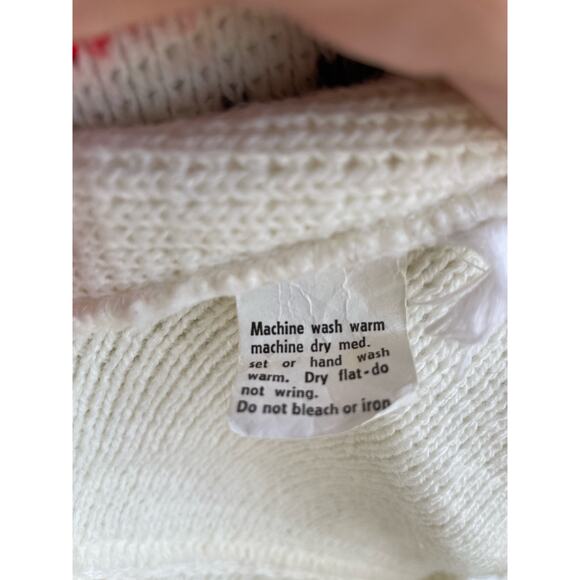 Machine wash warm
machine dry med.
set or hand wash
warm. Dry flat-do
not wring.
Do not bleach or iron